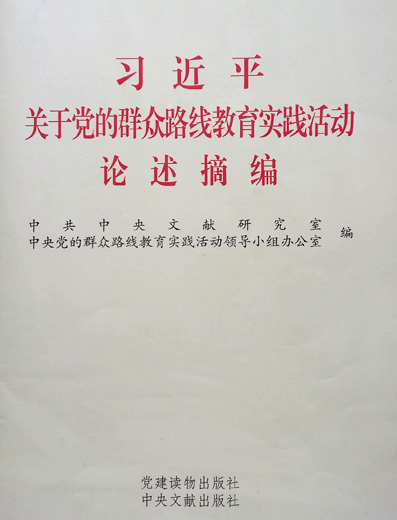 习近平
关于党的群众路线教育实践活动
论述摘编
中共中央文献研究室
中央党的群众路线教育实践活动领导小组办公室
编
党建读物出版社
中央文献出版社